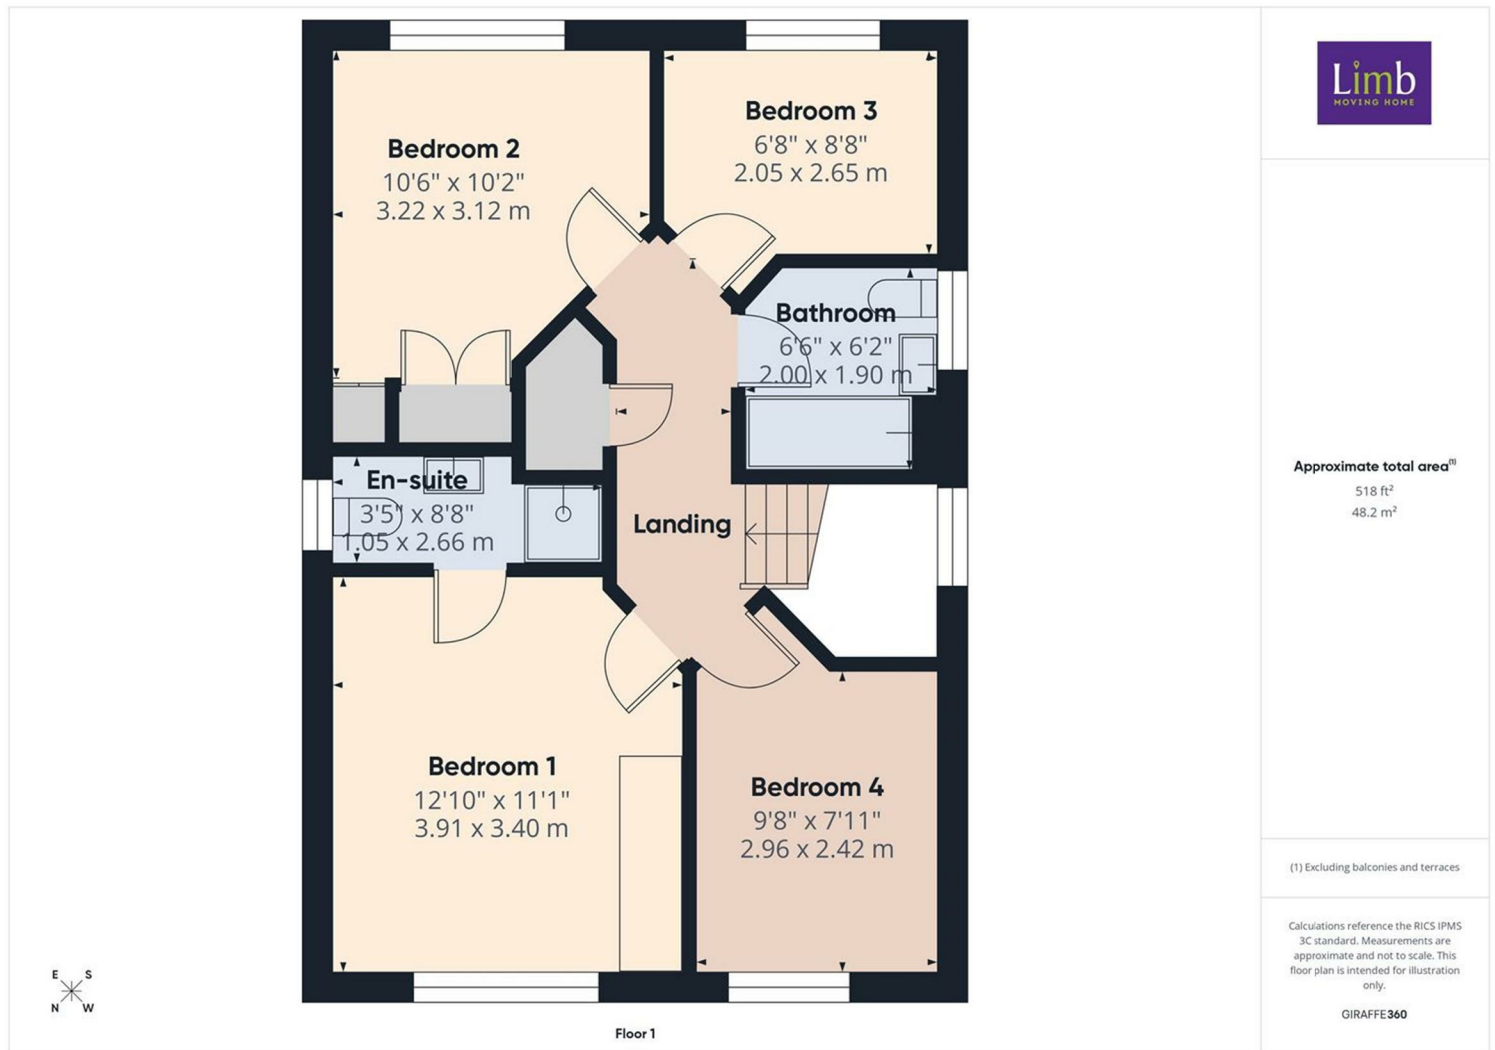 Bedroom 2
10'6" x 10'2"
3.22 x 3.12 m
Bedroom 3
6'8" x 8'8"
2.05 x 2.65 m
Bathroom
6'6" x 6'2"
2.00 x 1.90 m
En-suite
3'5" x 8'8"
1.05 x 2.66 m
Landing
Bedroom 1
12'10" x 11'1"
3.91 x 3.40 m
Bedroom 4
9'8" x 7'11"
2.96 x 2.42 m
E S
N W
Floor 1
Limb
MOVING HOME
Approximate total area(1)
518 ft²
48.2 m²
(1) Excluding balconies and terraces
Calculations reference the RICS IPMS
3C standard. Measurements are
approximate and not to scale. This
floor plan is intended for illustration
only.
GIRAFFE360